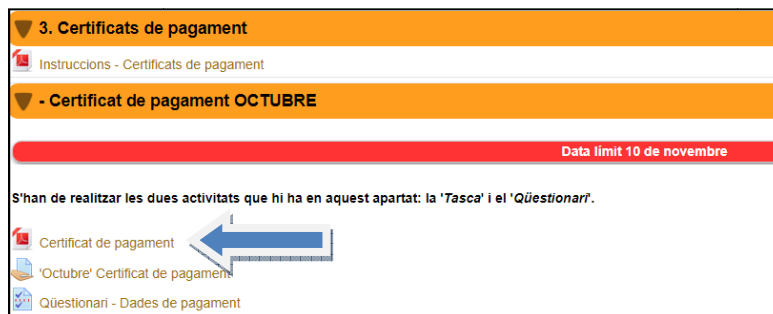 3. Certificats de pagament
Instruccions - Certificats de pagament
- Certificat de pagament OCTUBRE
Data límit 10 de novembre
S'han de realitzar les dues activitats que hi ha en aquest apartat: la 'Tasca' i el 'Qüestionari'.
Certificat de pagament
'Octubre' Certificat de pagament
Qüestionari - Dades de pagament